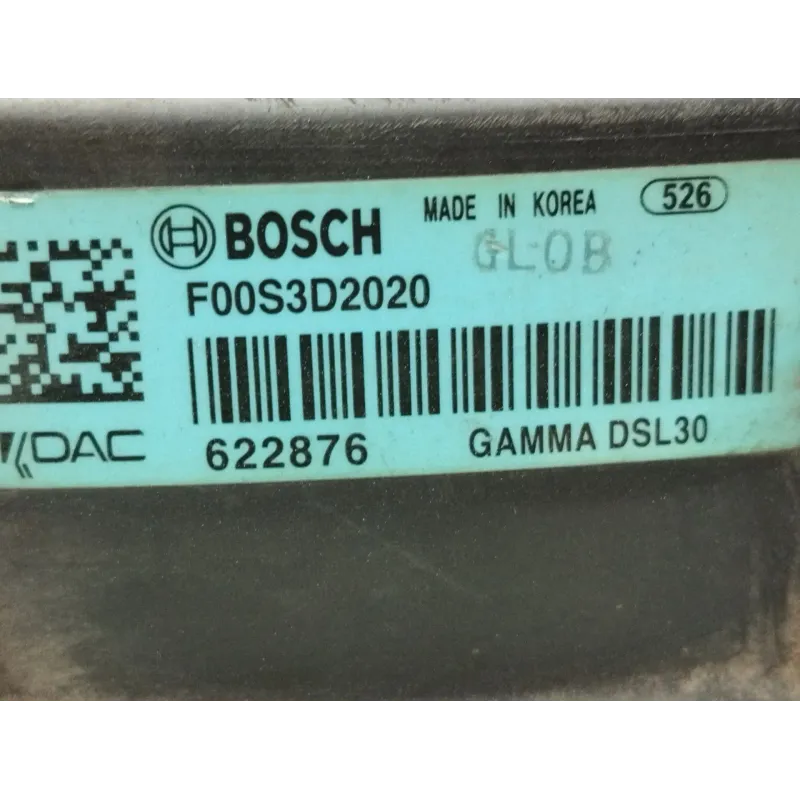 BOSCH MADE IN KOREA 526
GLOB
F00S3D2020
DAC 622876 GAMMA DSL30